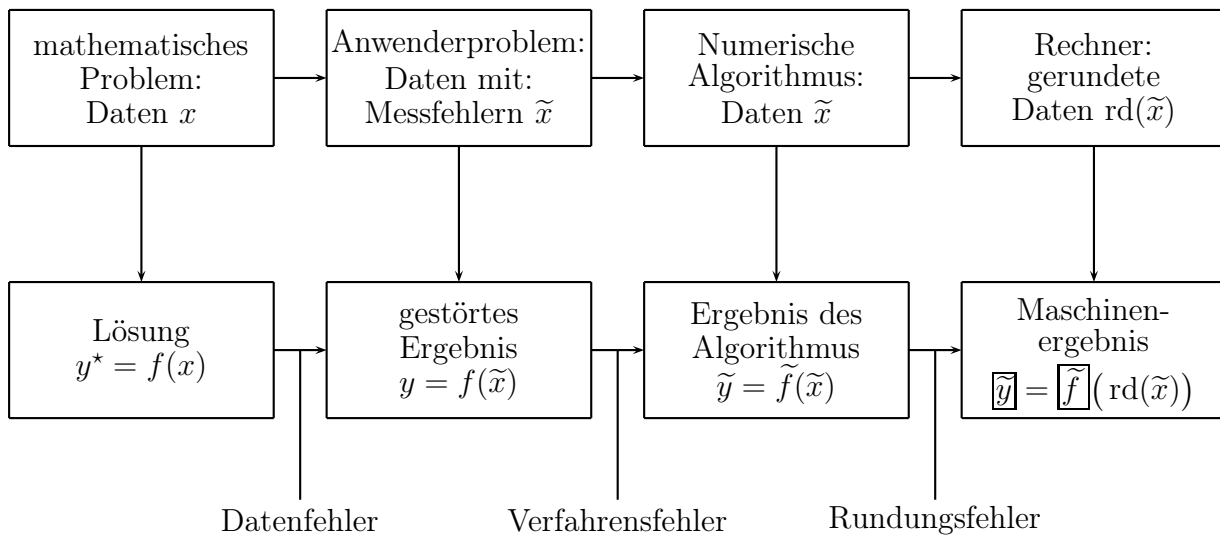 mathematisches
Problem:
Daten x
Anwenderproblem:
Daten mit:
Messfehlern x̃
Numerische
Algorithmus:
Daten x̃
Rechner:
gerundete
Daten rd(x̃)
Lösung
y⋆ = f(x)
gestörtes
Ergebnis
y = f(x̃)
Ergebnis des
Algorithmus
ỹ = f̃(x̃)
Maschinen-
ergebnis
ỹ = f̃(rd(x̃))
Datenfehler
Verfahrensfehler
Rundungsfehler